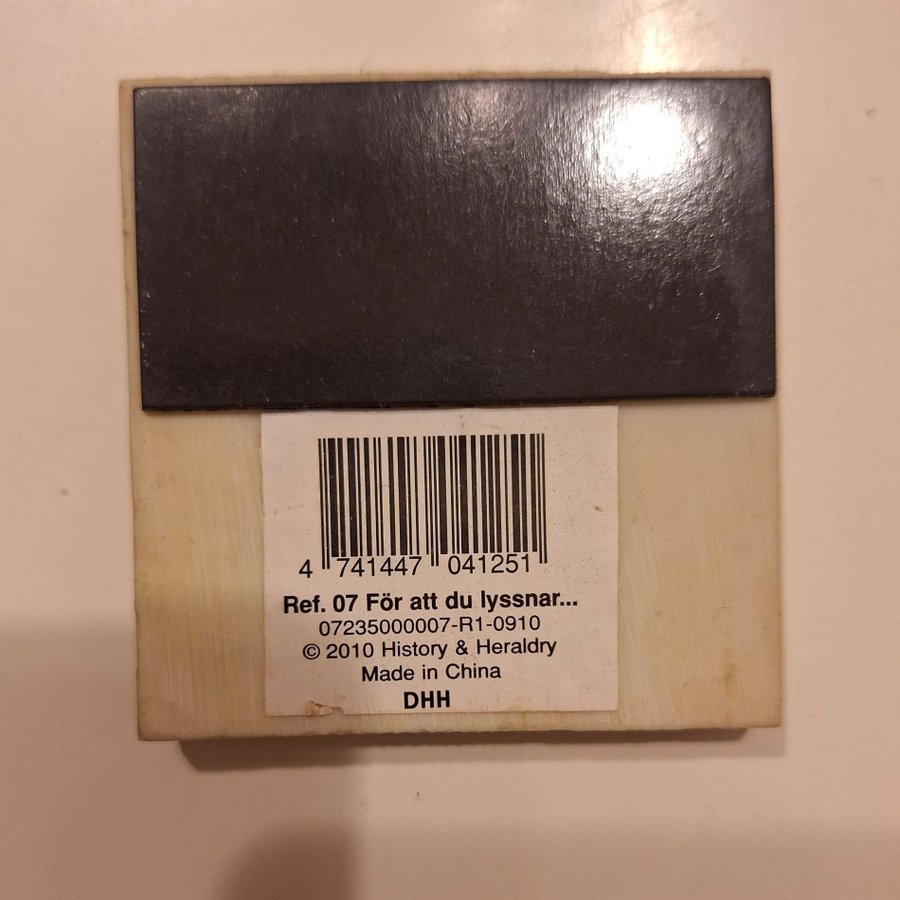 4 741447 041251
Ref. 07 För att du lyssnar...
07235000007-R1-0910
© 2010 History & Heraldry
Made in China
DHH